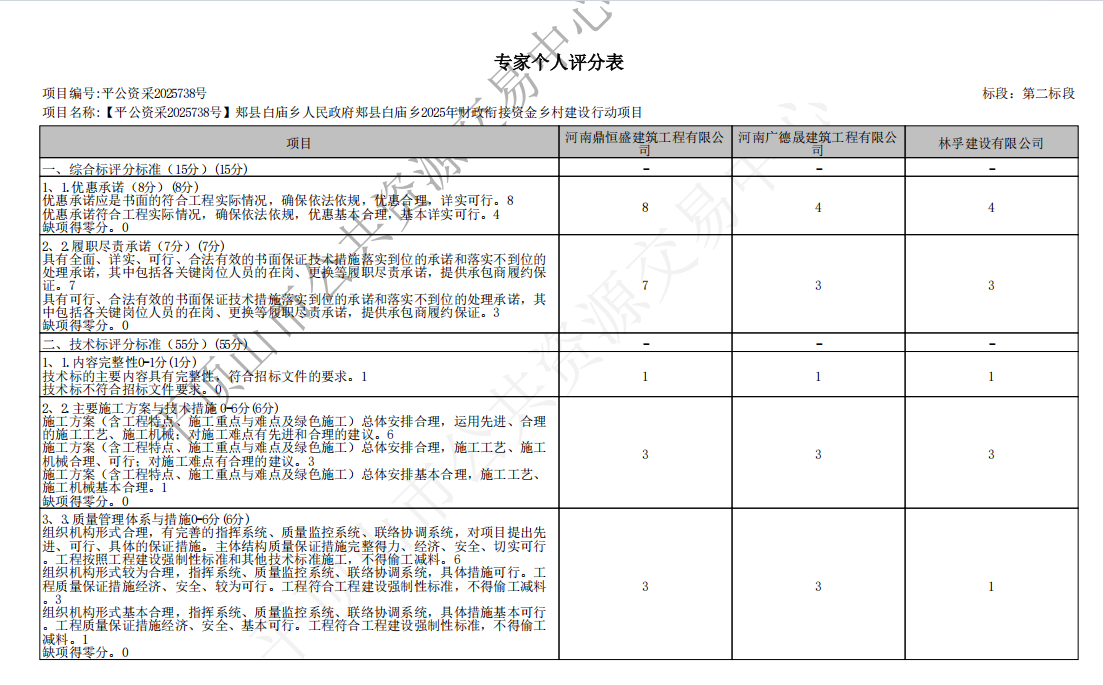 专家个人评分表
项目编号:平公资采2025738号
标段：第二标段
项目名称:【平公资采2025738号】郏县白庙乡人民政府郏县白庙乡2025年财政衔接资金乡村建设行动项目
项目
河南鼎恒盛建筑工程有限公司
河南广德晟建筑工程有限公司
林孚建设有限公司
一、综合标评分标准（15分）(15分)
－ － －
1、1.优惠承诺（8分）(8分)
优惠承诺应是书面的符合工程实际情况，确保依法依规，优惠合理，详实可行。8
优惠承诺符合工程实际情况，确保依法依规，优惠基本合理，基本详实可行。4
缺项得零分。0
8 4 4
2、2.履职尽责承诺（7分）(7分)
具有全面、详实、可行、合法有效的书面保证技术措施落实到位的承诺和落实不到位的
处理承诺，其中包括各关键岗位人员的在岗、更换等履职尽责承诺，提供承包商履约保
证。7
具有可行、合法有效的书面保证技术措施落实到位的承诺和落实不到位的处理承诺，其
中包括各关键岗位人员的在岗、更换等履职尽责承诺，提供承包商履约保证。3
缺项得零分。0
7 3 3
二、技术标评分标准（55分）(55分)
－ － －
1、1.内容完整性0-1分(1分)
技术标的主要内容具有完整性，符合招标文件的要求。1
技术标不符合招标文件要求。0
1 1 1
2、2.主要施工方案与技术措施 0-6分(6分)
施工方案（含工程特点、施工重点与难点及绿色施工）总体安排合理，运用先进、合理
的施工工艺、施工机械；对施工难点有先进和合理的建议。6
施工方案（含工程特点、施工重点与难点及绿色施工）总体安排合理，施工工艺、施工
机械合理、可行；对施工难点有合理的建议。3
施工方案（含工程特点、施工重点与难点及绿色施工）总体安排基本合理，施工工艺、
施工机械基本合理。1
缺项得零分。0
3 3 3
3、3.质量管理体系与措施0-6分(6分)
组织机构形式合理，有完善的指挥系统、质量监控系统、联络协调系统，对项目提出先
进、可行、具体的保证措施。主体结构质量保证措施完整得力、经济、安全、切实可行
。工程按照工程建设强制性标准和其他技术标准施工，不得偷工减料。6
组织机构形式较为合理，指挥系统、质量监控系统、联络协调系统，具体措施可行。工
程质量保证措施经济、安全、较为可行。工程符合工程建设强制性标准，不得偷工减料
。3
组织机构形式基本合理，指挥系统、质量监控系统、联络协调系统，具体措施基本可行
。工程质量保证措施经济、安全、基本可行。工程符合工程建设强制性标准，不得偷工
减料。1
缺项得零分。0
3 3 1
平顶山市公共资源交易中心
平顶山市公共资源交易中心